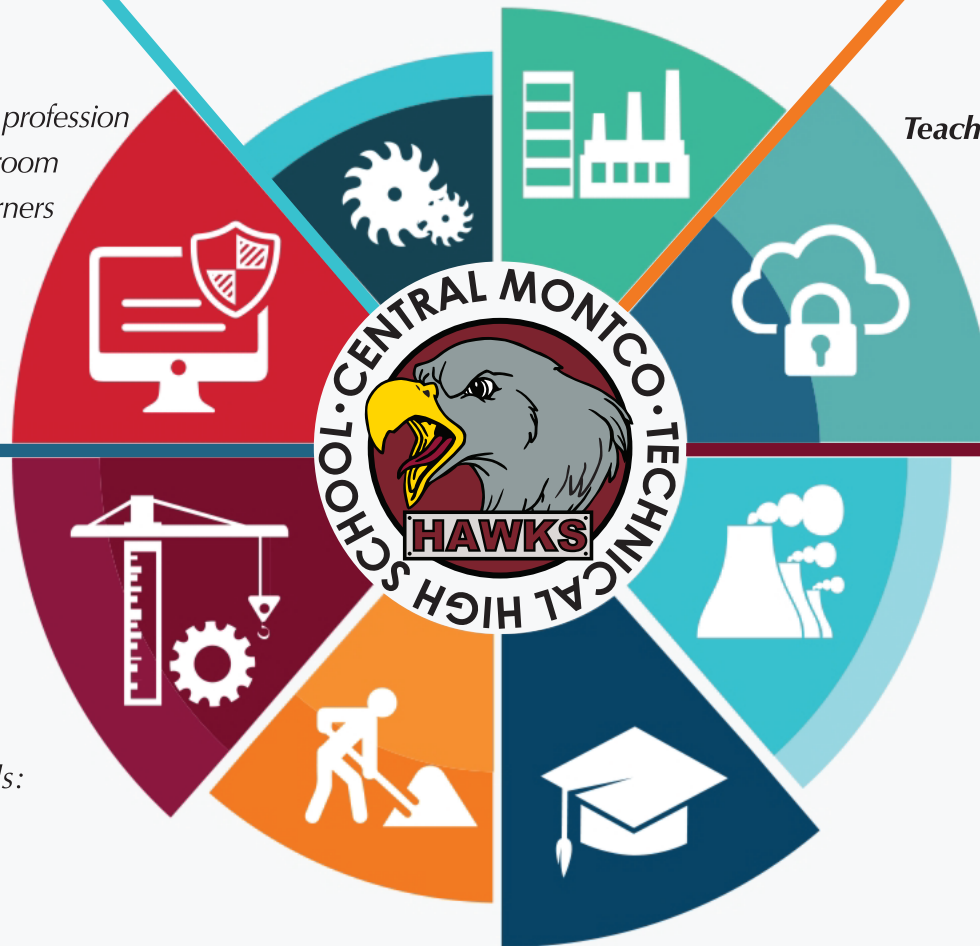 profession
Teach
room
rners
CENTRAL MONTCO · TECHNICAL HIGH SCHOOL ·
HAWKS
ls: